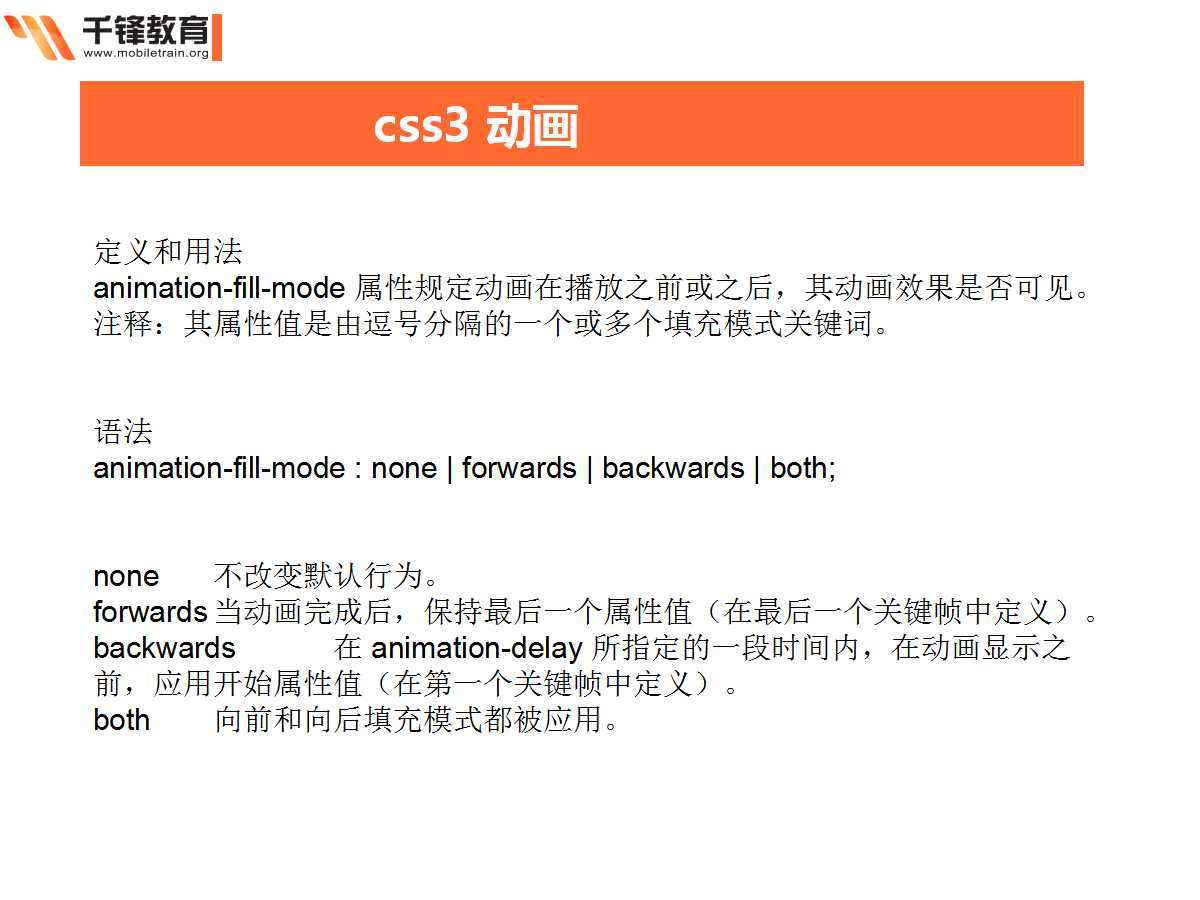 千锋教育
www.mobiletrain.org
css3 动画
定义和用法
animation-fill-mode 属性规定动画在播放之前或之后，其动画效果是否可见。
注释：其属性值是由逗号分隔的一个或多个填充模式关键词。
语法
animation-fill-mode : none | forwards | backwards | both;
none 不改变默认行为。
forwards 当动画完成后，保持最后一个属性值（在最后一个关键帧中定义）。
backwards 在 animation-delay 所指定的一段时间内，在动画显示之
前，应用开始属性值（在第一个关键帧中定义）。
both 向前和向后填充模式都被应用。